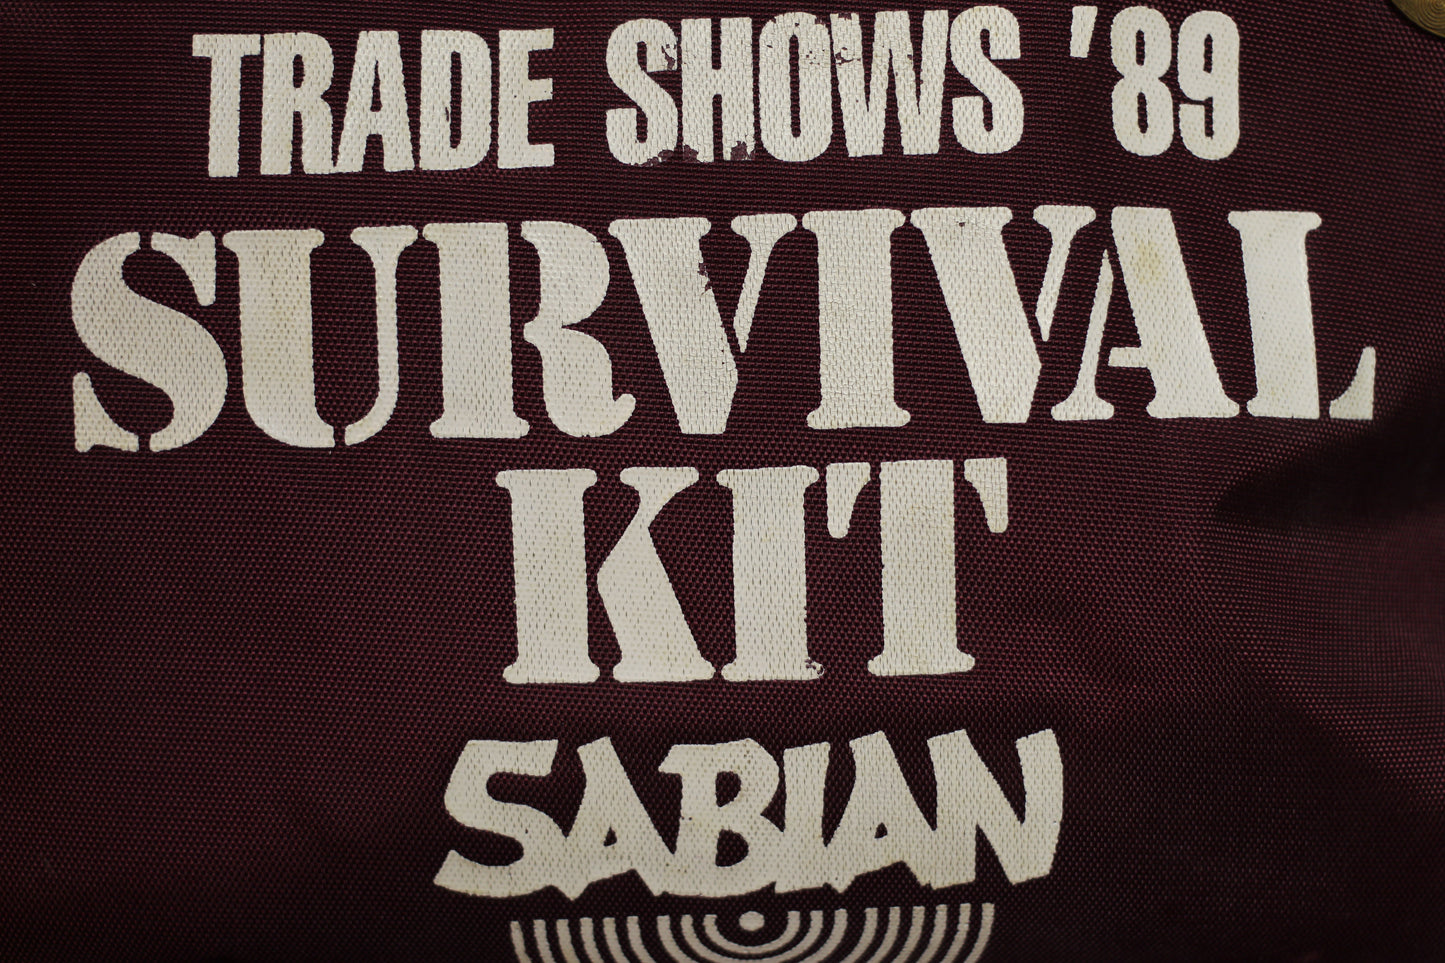 TRADE SHOWS '89
SURVIVAL
KIT
SABIAN